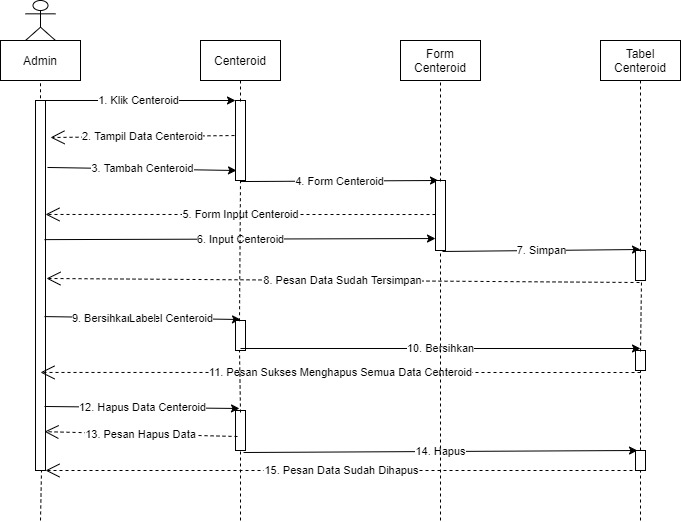 Admin
Centeroid
Form
Centeroid
Tabel
Centeroid
1. Klik Centeroid
2. Tampil Data Centeroid
3. Tambah Centeroid
4. Form Centeroid
5. Form Input Centeroid
6. Input Centeroid
7. Simpan
8. Pesan Data Sudah Tersimpan
9. Bersihkan Label Centeroid
10. Bersihkan
11. Pesan Sukses Menghapus Semua Data Centeroid
12. Hapus Data Centeroid
13. Pesan Hapus Data
14. Hapus
15. Pesan Data Sudah Dihapus